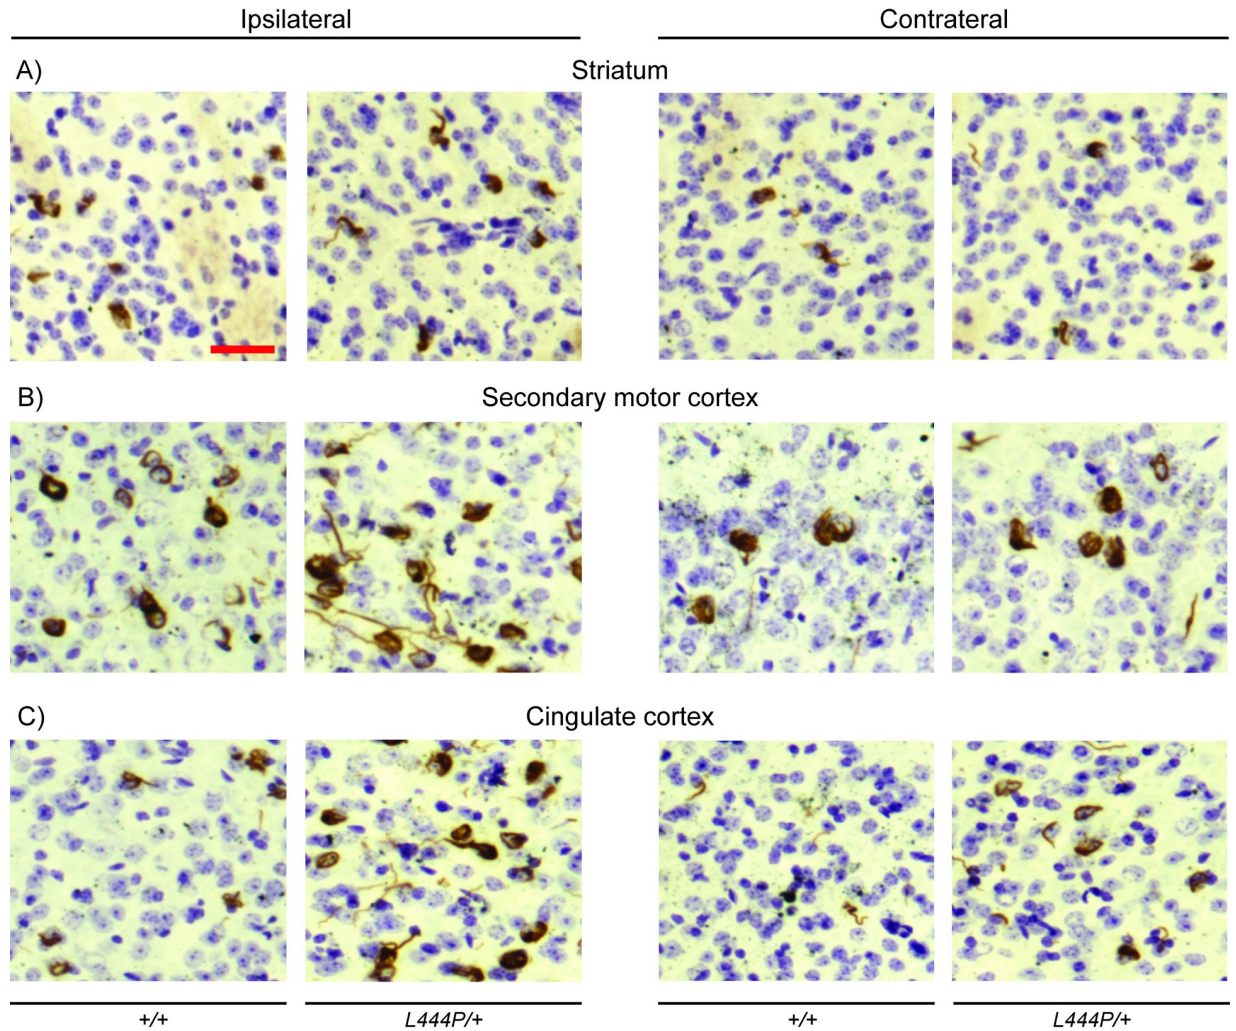 Ipsilateral Contrateral
A) Striatum
B) Secondary motor cortex
C) Cingulate cortex
+/+ L444P/+ +/+ L444P/+